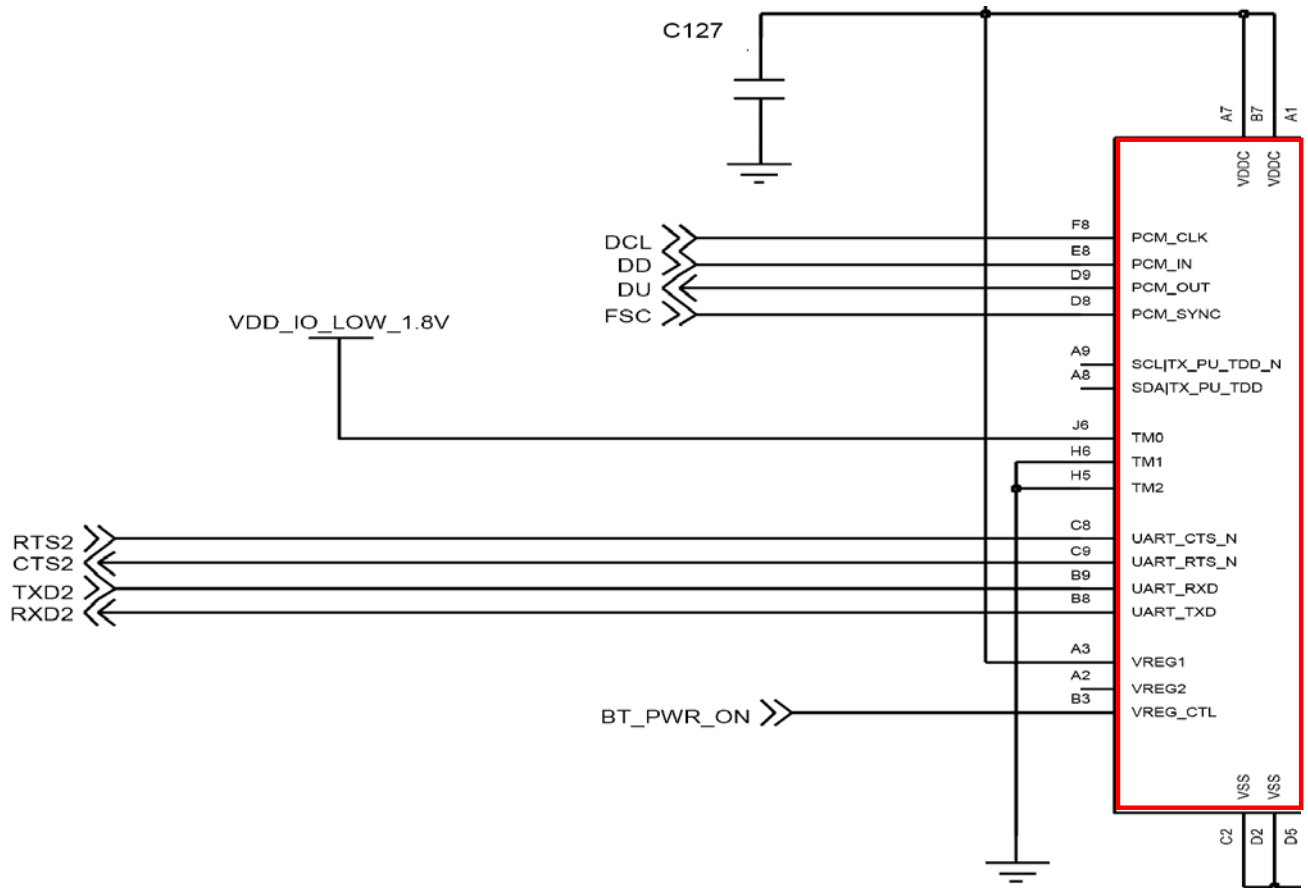 C127
A7
B7
A1
VDDC
VDDC
F8
DCL
PCM_CLK
E8
DD
PCM_IN
D9
DU
PCM_OUT
D8
FSC
PCM_SYNC
VDD_IO_LOW_1.8V
A9
SCL|TX_PU_TDD_N
A8
SDA|TX_PU_TDD
J6
TM0
H6
TM1
H5
TM2
C8
RTS2
UART_CTS_N
C9
CTS2
UART_RTS_N
B9
TXD2
UART_RXD
B8
RXD2
UART_TXD
A3
VREG1
A2
VREG2
B3
BT_PWR_ON
VREG_CTL
VSS
VSS
C2
D2
D5